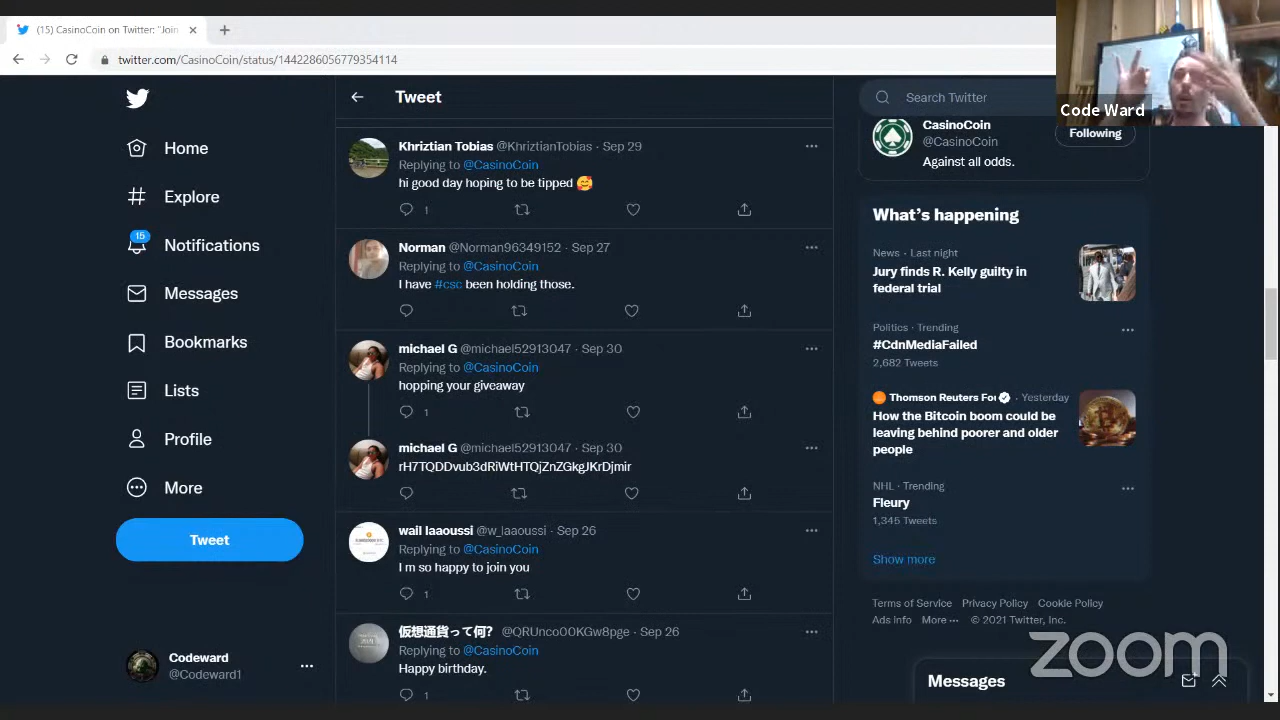 (15) CasinoCoin on Twitter: "Join
twitter.com/CasinoCoin/status/1442286056779354114
Code Ward
Home
Explore
15
Notifications
Messages
Bookmarks
Lists
Profile
More
Tweet
Codeward
@Codeward1
Tweet
Khriztian Tobias @KhriztianTobias · Sep 29
Replying to @CasinoCoin
hi good day hoping to be tipped 🥰
1
Norman @Norman96349152 · Sep 27
Replying to @CasinoCoin
I have #csc been holding those.
michael G @michael52913047 · Sep 30
Replying to @CasinoCoin
hopping your giveaway
1
michael G @michael52913047 · Sep 30
rH7TQDDvub3dRiWtHTQjZnZGkgJKrDjmir
wail laaoussi @w_laaoussi · Sep 26
Replying to @CasinoCoin
I m so happy to join you
1
仮想通貨って何? @QRUnco00KGw8pge · Sep 26
Replying to @CasinoCoin
Happy birthday.
1
Search Twitter
CasinoCoin
@CasinoCoin
Following
Against all odds.
What's happening
News · Last night
Jury finds R. Kelly guilty in
federal trial
Politics · Trending
#CdnMediaFailed
2,682 Tweets
Thomson Reuters Fou · Yesterday
How the Bitcoin boom could be
leaving behind poorer and older
people
NHL · Trending
Fleury
1,345 Tweets
Show more
Terms of Service Privacy Policy Cookie Policy
Ads Info More ··· © 2021 Twitter, Inc.
zoom
Messages